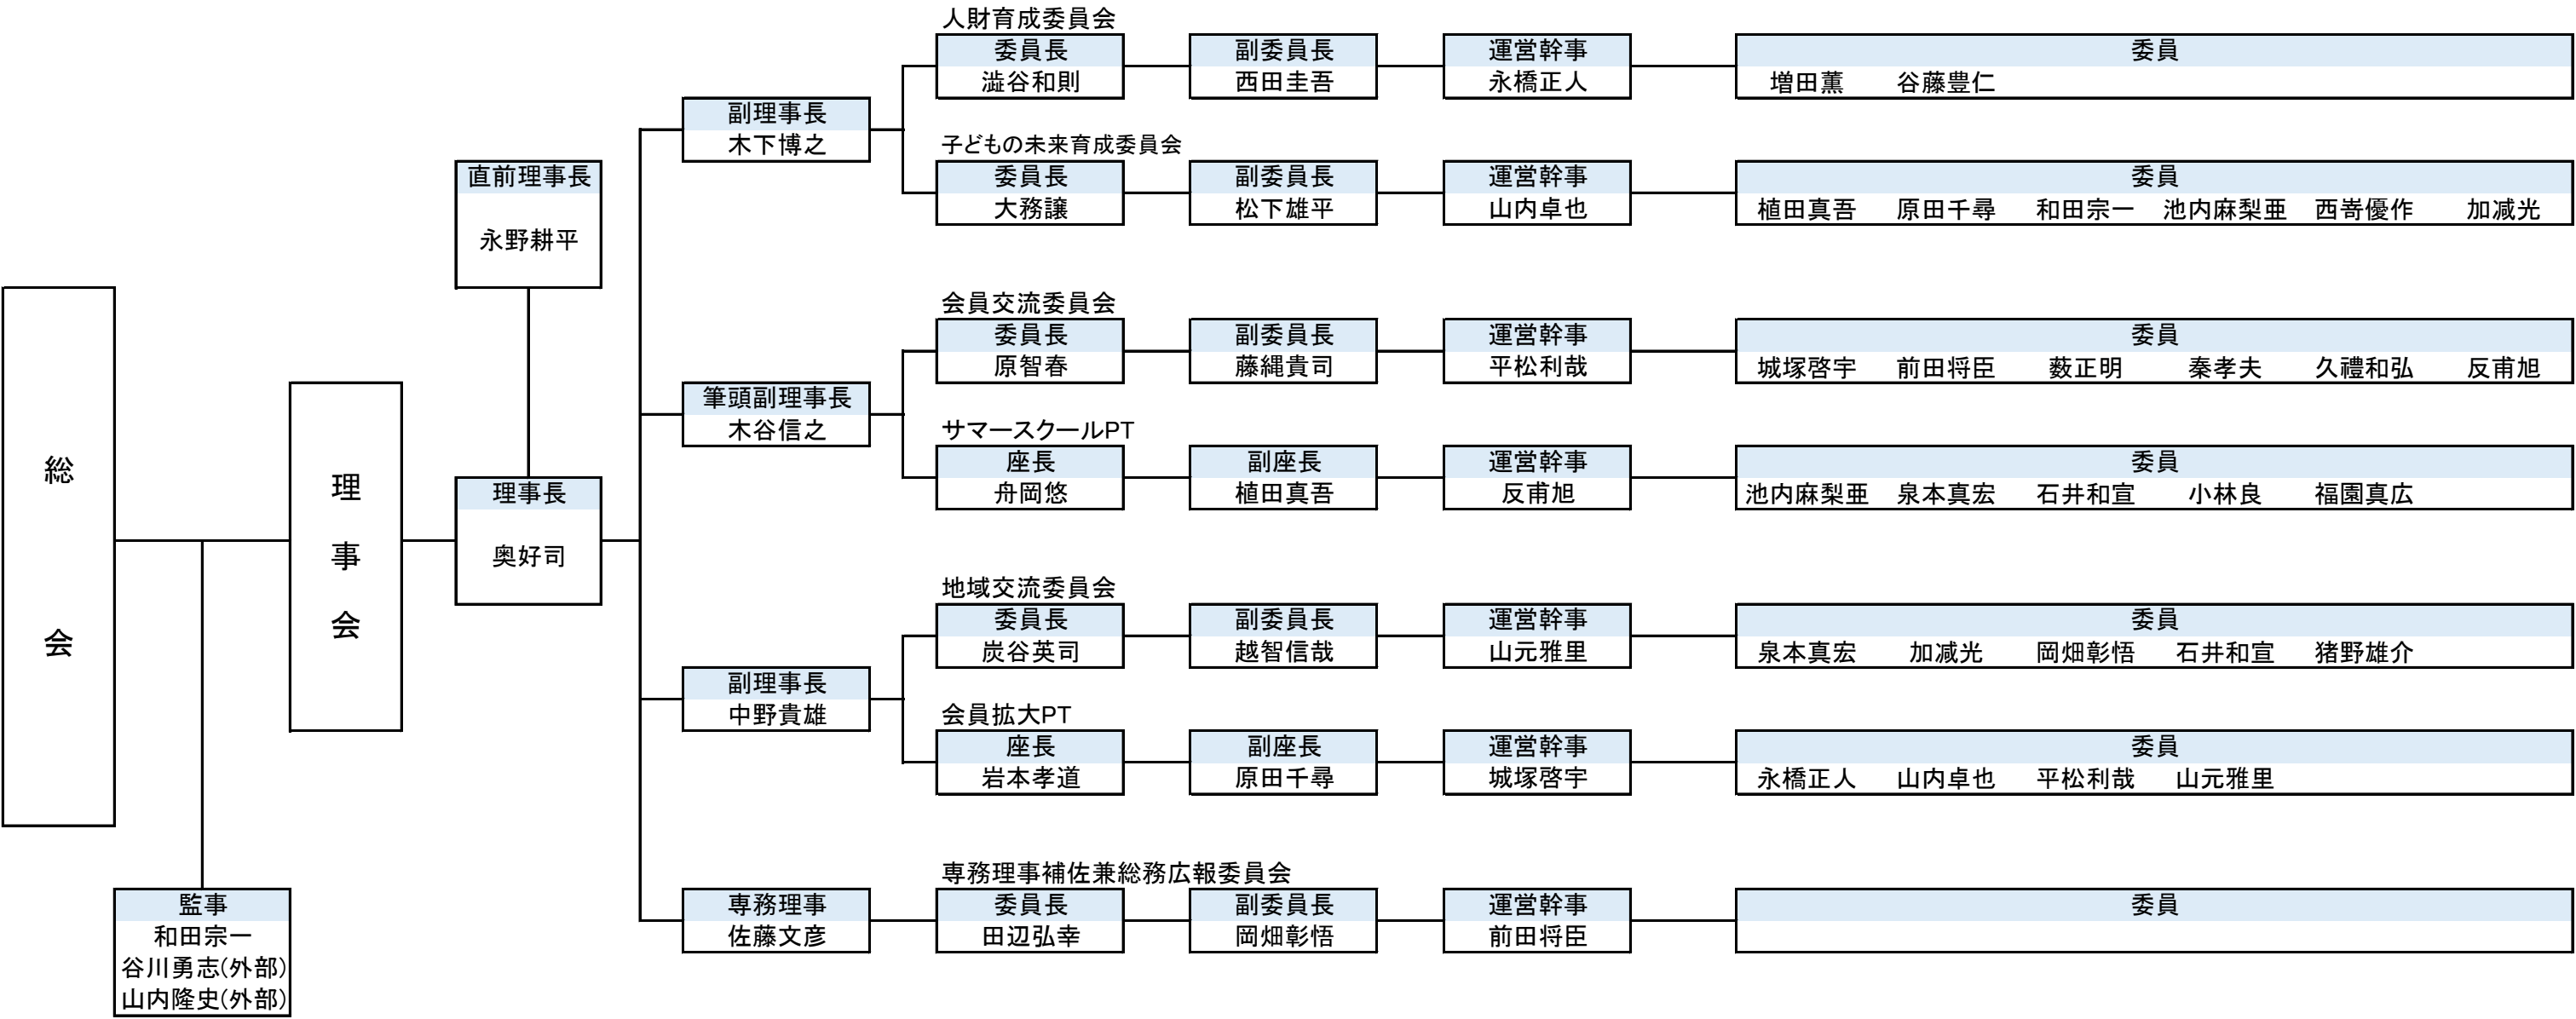 人財育成委員会
委員長 副委員長 運営幹事 委員
澁谷和則 西田圭吾 永橋正人 増田薫 谷藤豊仁
副理事長
木下博之
子どもの未来育成委員会
委員長 副委員長 運営幹事 委員
大務譲 松下雄平 山内卓也 植田真吾 原田千尋 和田宗一 池内麻梨亜 西嵜優作 加減光
直前理事長
永野耕平
会員交流委員会
委員長 副委員長 運営幹事 委員
原智春 藤縄貴司 平松利哉 城塚啓宇 前田将臣 薮正明 秦孝夫 久禮和弘 反甫旭
筆頭副理事長
木谷信之
サマースクールPT
座長 副座長 運営幹事 委員
舟岡悠 植田真吾 反甫旭 池内麻梨亜 泉本真宏 石井和宣 小林良 福園真広
総会
理事会
理事長
奥好司
地域交流委員会
委員長 副委員長 運営幹事 委員
炭谷英司 越智信哉 山元雅里 泉本真宏 加減光 岡畑彰悟 石井和宣 猪野雄介
副理事長
中野貴雄
会員拡大PT
座長 副座長 運営幹事 委員
岩本孝道 原田千尋 城塚啓宇 永橋正人 山内卓也 平松利哉 山元雅里
専務理事補佐兼総務広報委員会
専務理事 委員長 副委員長 運営幹事 委員
佐藤文彦 田辺弘幸 岡畑彰悟 前田将臣
監事
和田宗一
谷川勇志(外部)
山内隆史(外部)